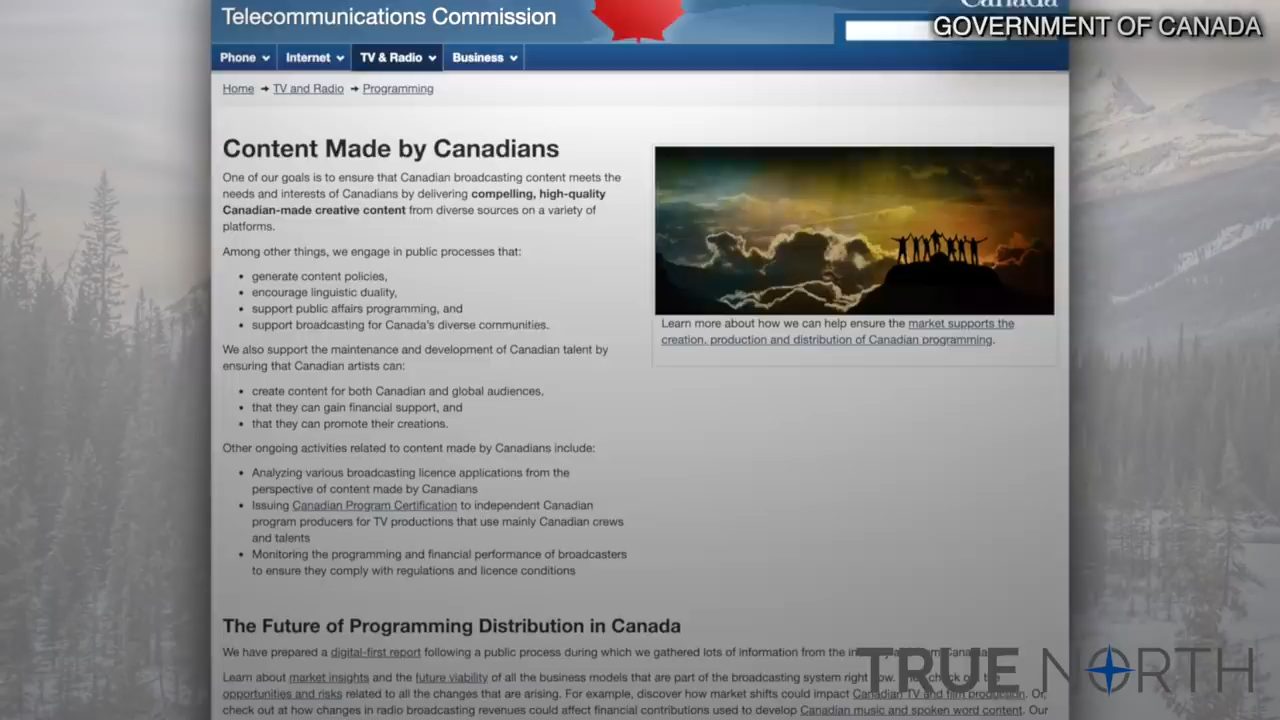 Telecommunications Commission
Canada
GOVERNMENT OF CANADA
Phone Internet TV & Radio Business
Home → TV and Radio → Programming
Content Made by Canadians
One of our goals is to ensure that Canadian broadcasting content meets the
needs and interests of Canadians by delivering compelling, high-quality
Canadian-made creative content from diverse sources on a variety of
platforms.
Among other things, we engage in public processes that:
• generate content policies,
• encourage linguistic duality,
• support public affairs programming, and
• support broadcasting for Canada's diverse communities.
We also support the maintenance and development of Canadian talent by
ensuring that Canadian artists can:
• create content for both Canadian and global audiences,
• that they can gain financial support, and
• that they can promote their creations.
Other ongoing activities related to content made by Canadians include:
• Analyzing various broadcasting licence applications from the
perspective of content made by Canadians
• Issuing Canadian Program Certification to independent Canadian
program producers for TV productions that use mainly Canadian crews
and talents
• Monitoring the programming and financial performance of broadcasters
to ensure they comply with regulations and licence conditions
Learn more about how we can help ensure the market supports the
creation, production and distribution of Canadian programming.
The Future of Programming Distribution in Canada
We have prepared a digital-first report following a public process during which we gathered lots of information from the
Learn about market insights and the future viability of all the business models that are part of the broadcasting system right
opportunities and risks related to all the changes that are arising. For example, discover how market shifts could impact Canadian TV and film production. Or,
check out at how changes in radio broadcasting revenues could affect financial contributions used to develop Canadian music and spoken word content. Our
TRUE NORTH